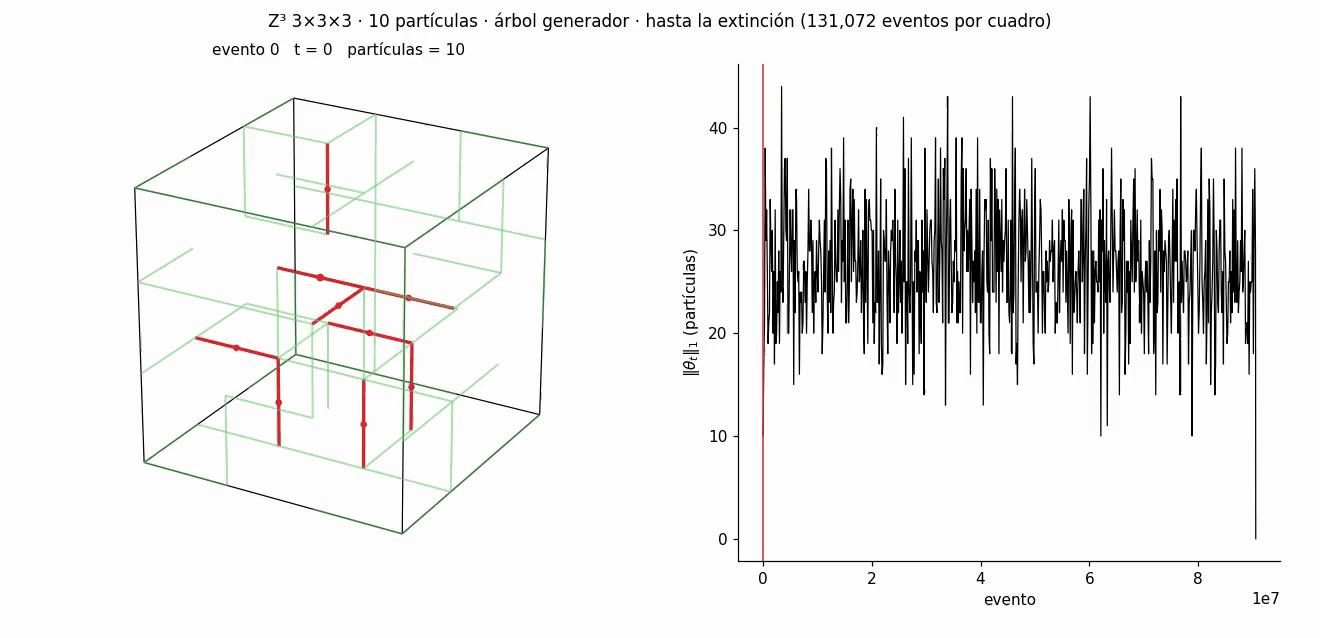 Z³ 3×3×3 · 10 partículas · árbol generador · hasta la extinción (131,072 eventos por cuadro)
evento 0   t = 0   partículas = 10
‖θₜ‖₁ (partículas)
40
30
20
10
0
0 2 4 6 8
1e7
evento